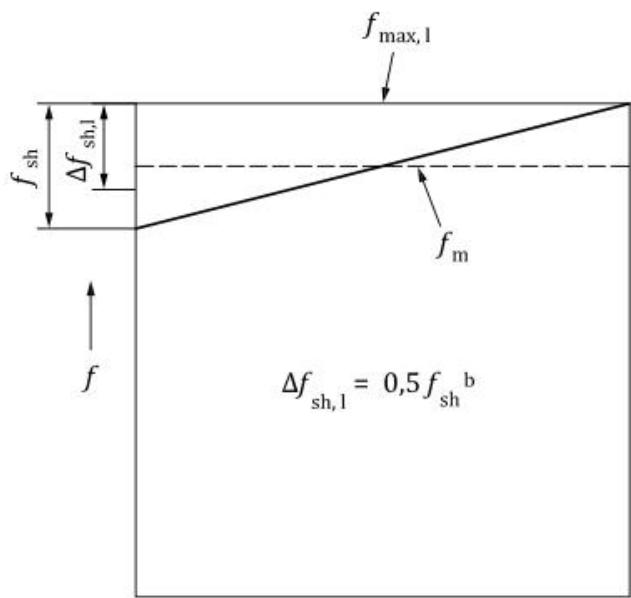 f_max, l
f_sh
Δf_sh,l
f_m
f
Δf_sh, l = 0,5 f_sh^b